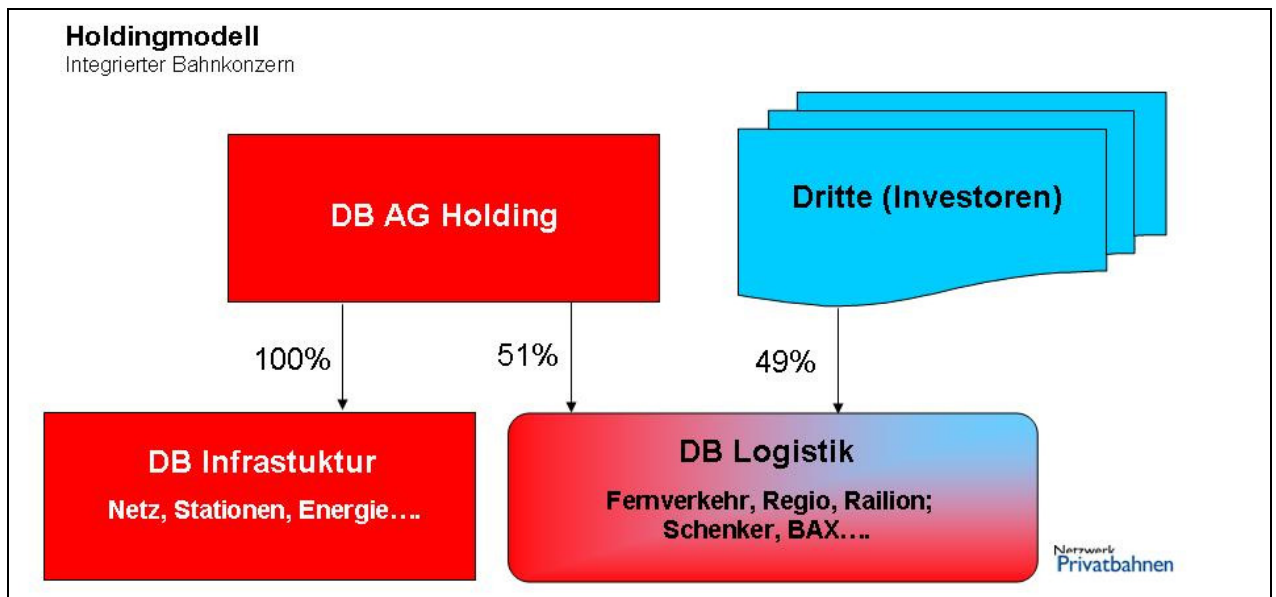 Holdingmodell
Integrierter Bahnkonzern
DB AG Holding
Dritte (Investoren)
100%
51%
49%
DB Infrastuktur
Netz, Stationen, Energie….
DB Logistik
Fernverkehr, Regio, Railion;
Schenker, BAX….
Netzwerk
Privatbahnen